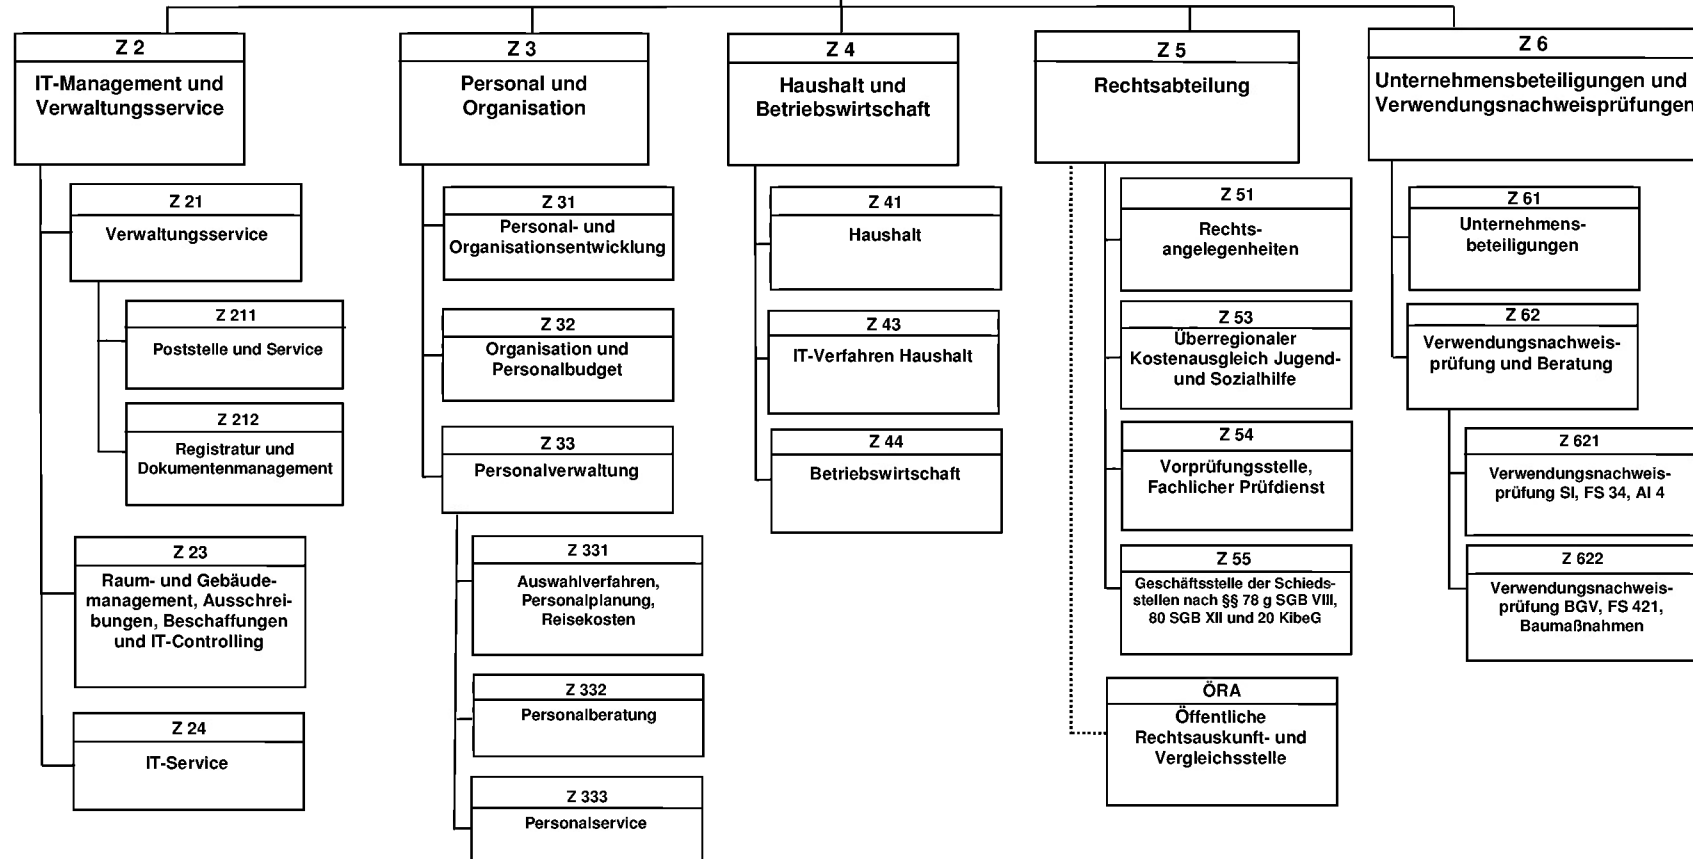 Z 2
IT-Management und
Verwaltungsservice
Z 21
Verwaltungsservice
Z 211
Poststelle und Service
Z 212
Registratur und
Dokumentenmanagement
Z 23
Raum- und Gebäude-
management, Ausschrei-
bungen, Beschaffungen
und IT-Controlling
Z 24
IT-Service
Z 3
Personal und
Organisation
Z 31
Personal- und
Organisationsentwicklung
Z 32
Organisation und
Personalbudget
Z 33
Personalverwaltung
Z 331
Auswahlverfahren,
Personalplanung,
Reisekosten
Z 332
Personalberatung
Z 333
Personalservice
Z 4
Haushalt und
Betriebswirtschaft
Z 41
Haushalt
Z 43
IT-Verfahren Haushalt
Z 44
Betriebswirtschaft
Z 5
Rechtsabteilung
Z 51
Rechts-
angelegenheiten
Z 53
Überregionaler
Kostenausgleich Jugend-
und Sozialhilfe
Z 54
Vorprüfungsstelle,
Fachlicher Prüfdienst
Z 55
Geschäftsstelle der Schieds-
stellen nach §§ 78 g SGB VIII,
80 SGB XII und 20 KibeG
ÖRA
Öffentliche
Rechtsauskunft- und
Vergleichsstelle
Z 6
Unternehmensbeteiligungen und
Verwendungsnachweisprüfungen
Z 61
Unternehmens-
beteiligungen
Z 62
Verwendungsnachweis-
prüfung und Beratung
Z 621
Verwendungsnachweis-
prüfung SI, FS 34, AI 4
Z 622
Verwendungsnachweis-
prüfung BGV, FS 421,
Baumaßnahmen